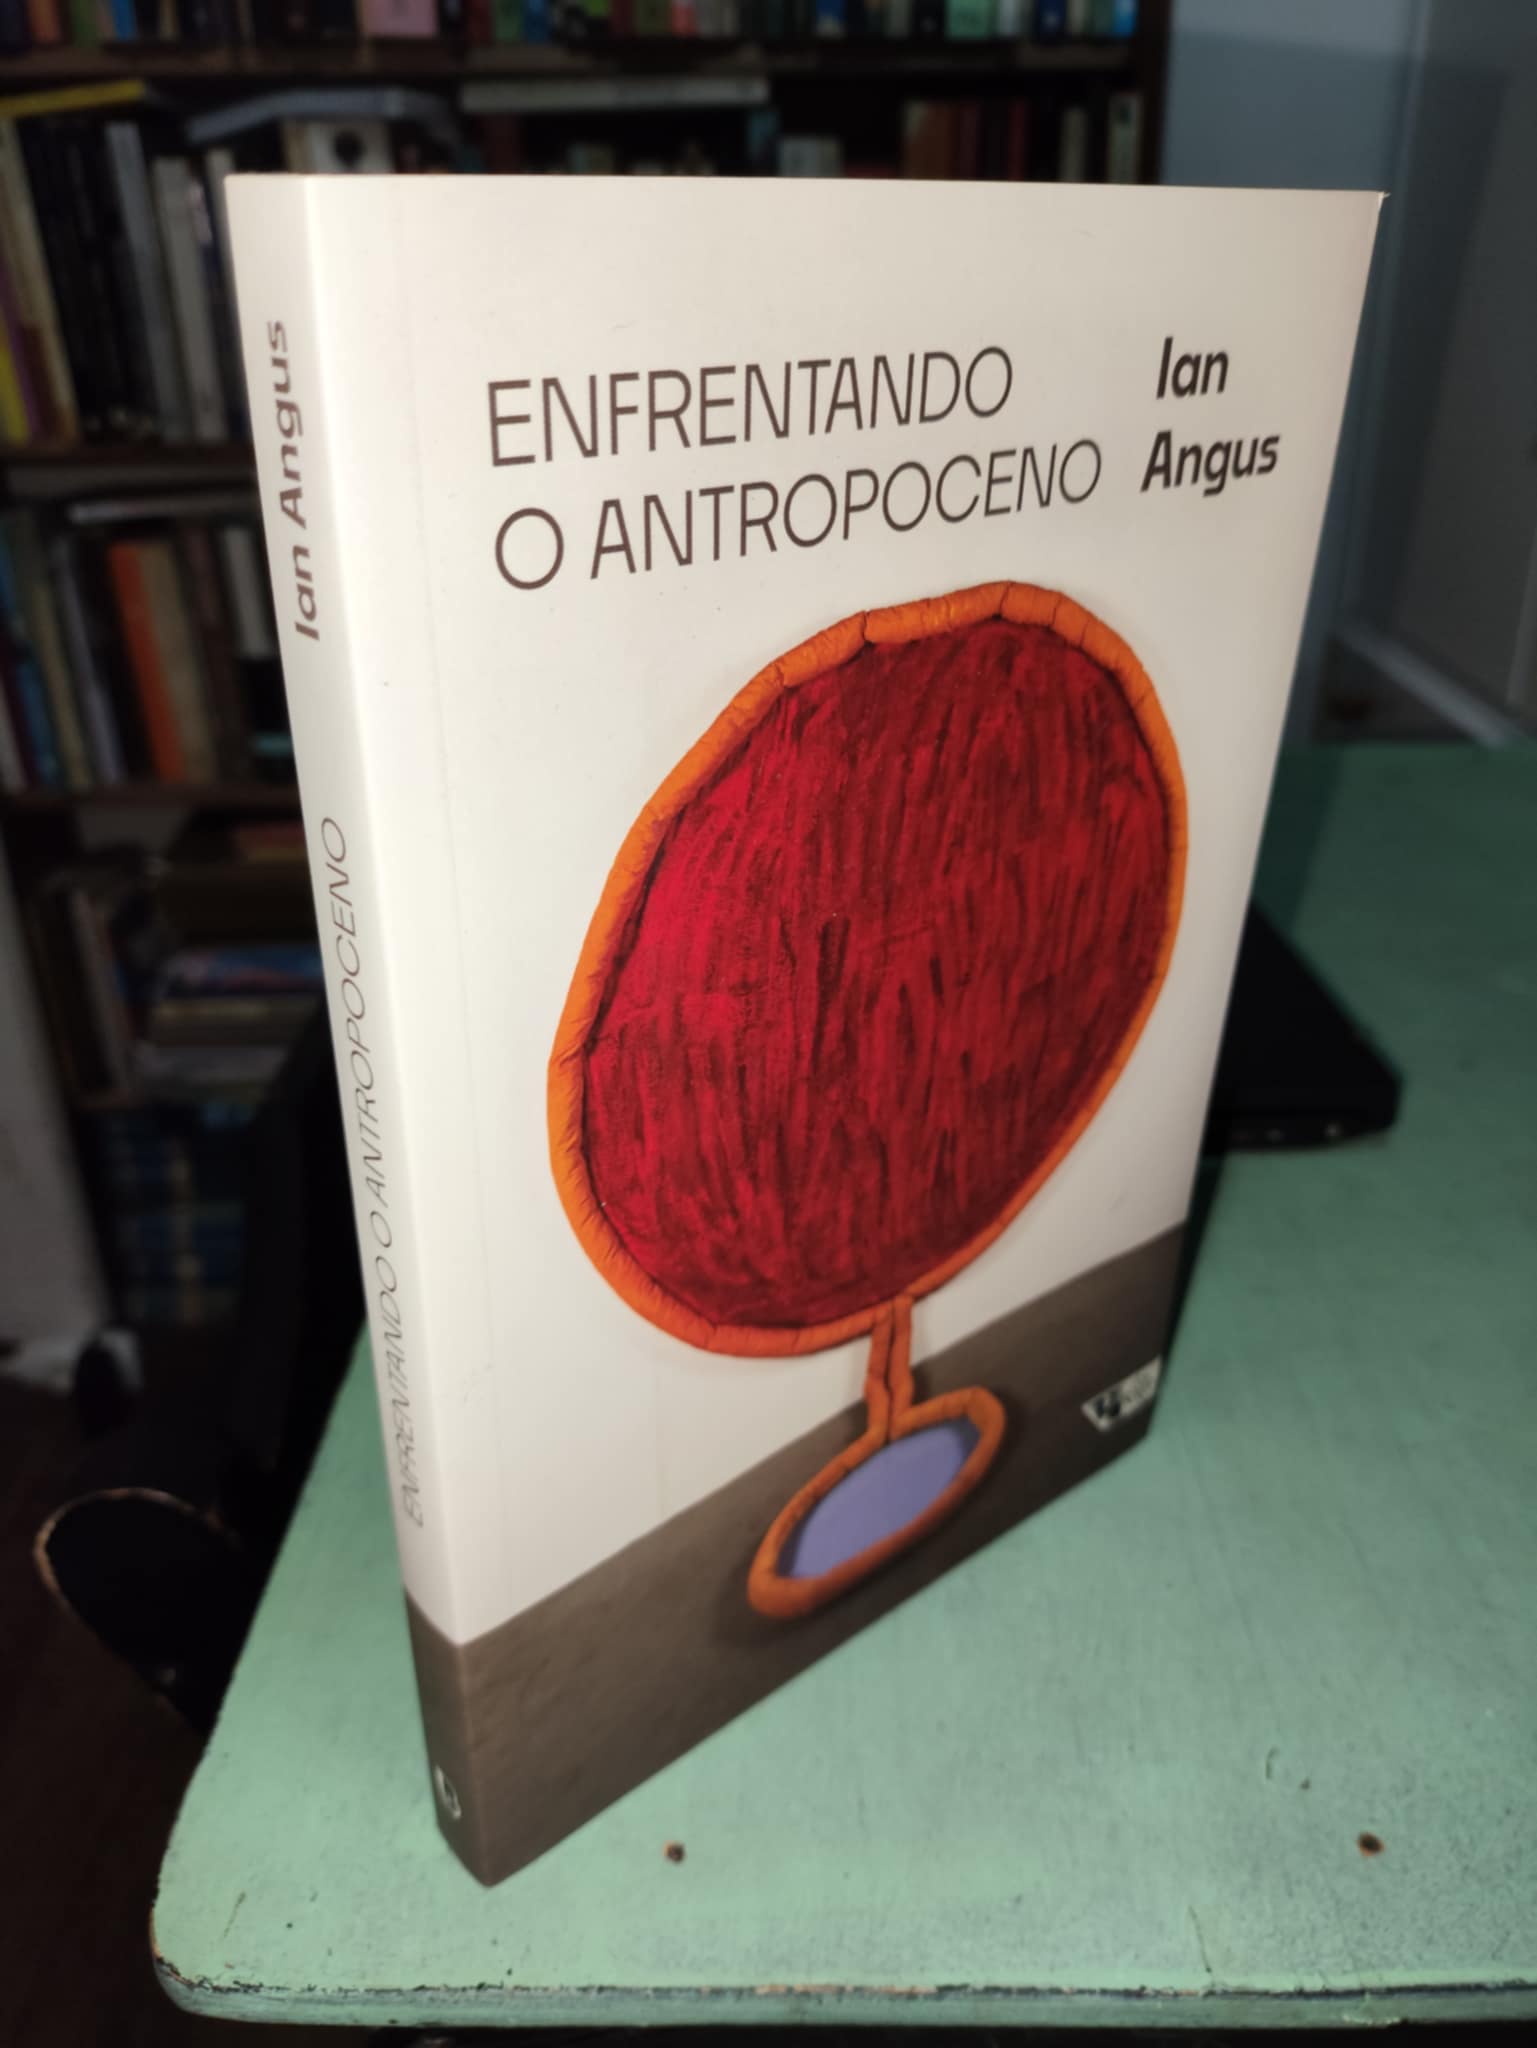 ENFRENTANDO
O ANTROPOCENO
Ian
Angus
Ian Angus
ENFRENTANDO O ANTROPOCENO